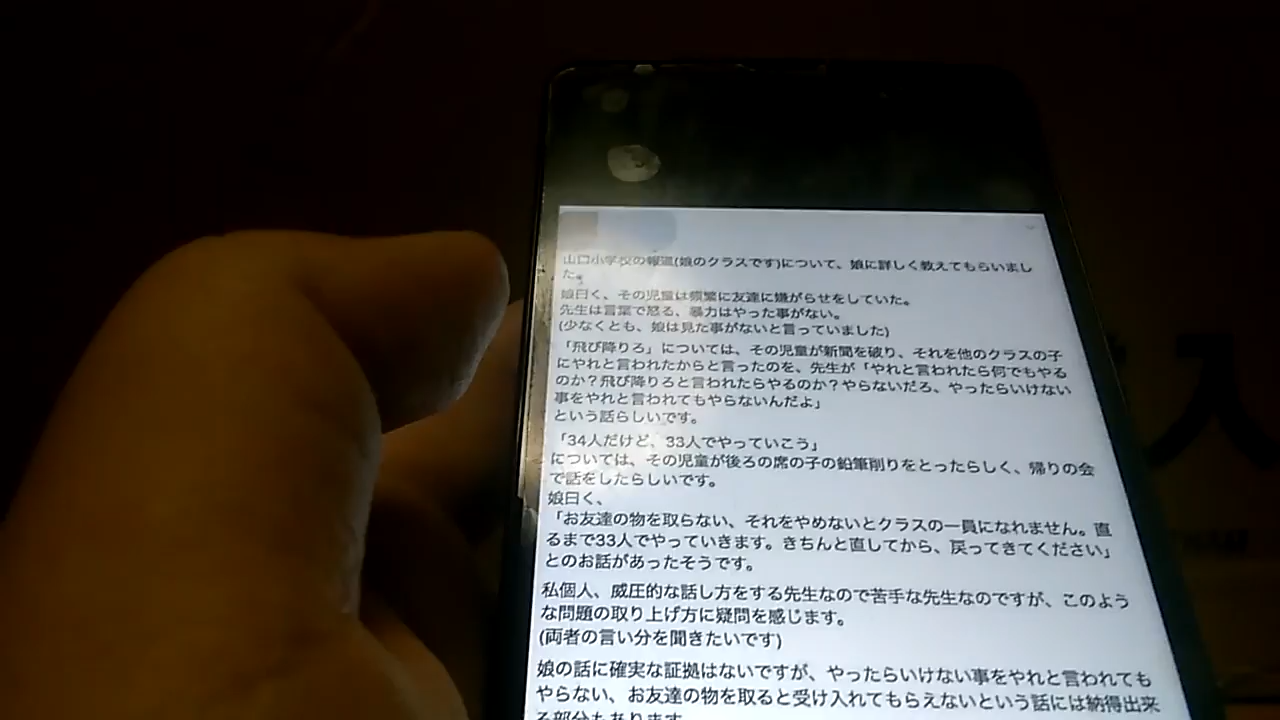 山口小学校の報道(娘のクラスです)について、娘に詳しく教えてもらいまし
た。
娘曰く、その児童は頻繁に友達に嫌がらせをしていた。
先生は言葉で怒る、暴力はやった事がない。
(少なくとも、娘は見た事がないと言っていました)
「飛び降りろ」については、その児童が新聞を破り、それを他のクラスの子
にやれと言われたからと言ったのを、先生が「やれと言われたら何でもやる
のか？飛び降りろと言われたらやるのか？やらないだろ、やったらいけない
事をやれと言われてもやらないんだよ」
という話らしいです。
「34人だけど、33人でやっていこう」
については、その児童が後ろの席の子の鉛筆削りをとったらしく、帰りの会
で話をしたらしいです。
娘曰く、
「お友達の物を取らない、それをやめないとクラスの一員になれません。直
るまで33人でやっていきます。きちんと直してから、戻ってきてください」
とのお話があったそうです。
私個人、威圧的な話し方をする先生なので苦手な先生なのですが、このよう
な問題の取り上げ方に疑問を感じます。
(両者の言い分を聞きたいです)
娘の話に確実な証拠はないですが、やったらいけない事をやれと言われても
やらない、お友達の物を取ると受け入れてもらえないという話には納得出来
る部分もあります
入